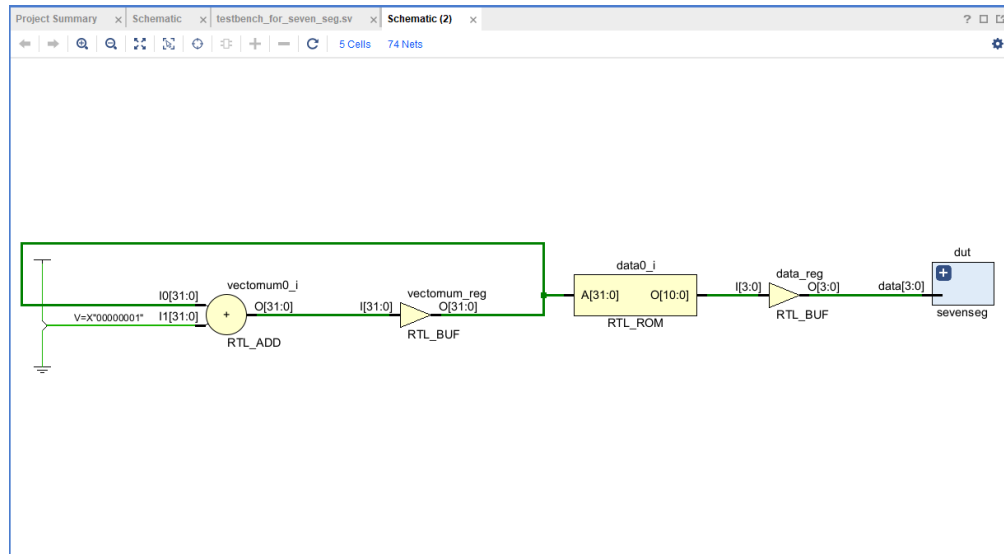 Project Summary × Schematic × testbench_for_seven_seg.sv × Schematic (2) × ?
5 Cells 74 Nets
dut
data0_i
data_reg
vectornum0_i
I0[31:0]
O[31:0]
I[31:0]
vectornum_reg
O[31:0]
A[31:0] O[10:0]
I[3:0] O[3:0]
data[3:0]
V=X"00000001" I1[31:0]
+
RTL_ADD
RTL_BUF
RTL_ROM
RTL_BUF
sevenseg